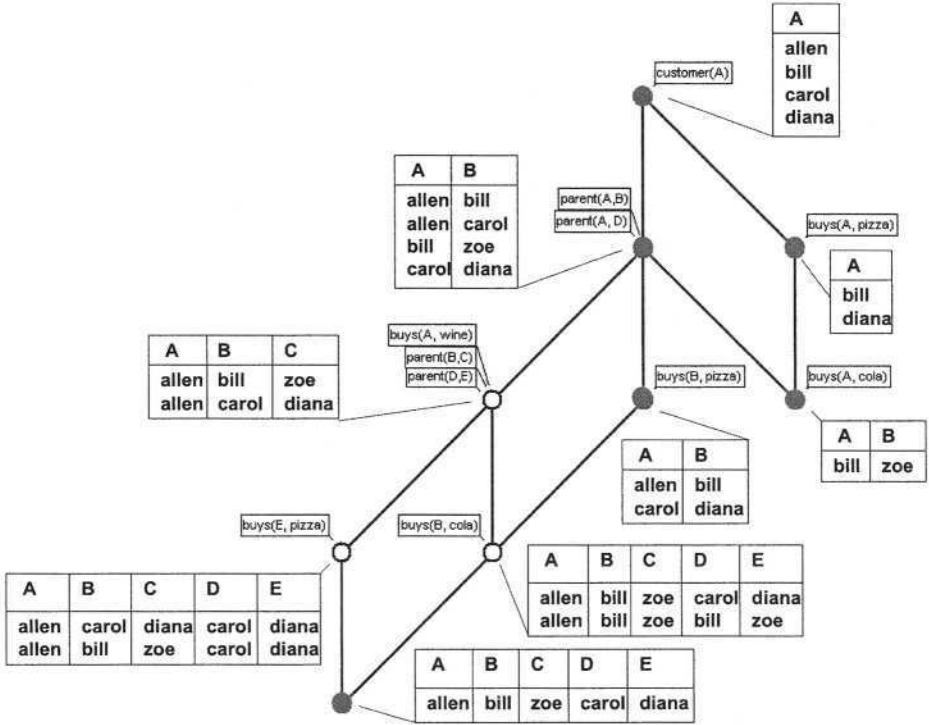 A
allen
bill
carol
diana
customer(A)
A B
allen bill
allen carol
bill zoe
carol diana
parent(A,B)
parent(A, D)
buys(A, pizza)
A
bill
diana
A B C
allen bill zoe
allen carol diana
buys(A, wine)
parent(B,C)
parent(D,E)
buys(B, pizza)
buys(A, cola)
A B
bill zoe
A B
allen bill
carol diana
buys(E, pizza)
buys(B, cola)
A B C D E
allen carol diana carol diana
allen bill zoe carol diana
A B C D E
allen bill zoe carol diana
allen bill zoe bill zoe
A B C D E
allen bill zoe carol diana